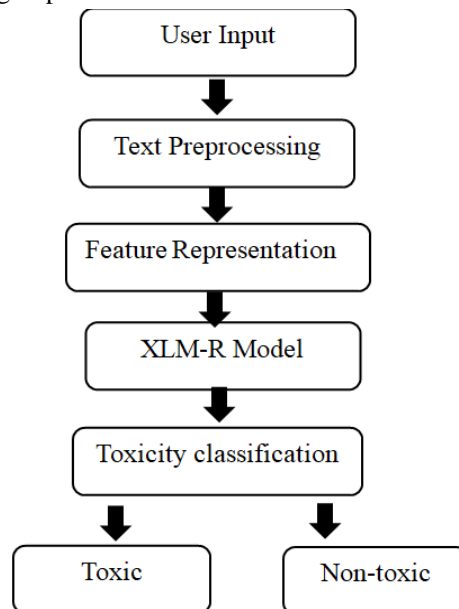 User Input
Text Preprocessing
Feature Representation
XLM-R Model
Toxicity classification
Toxic
Non-toxic